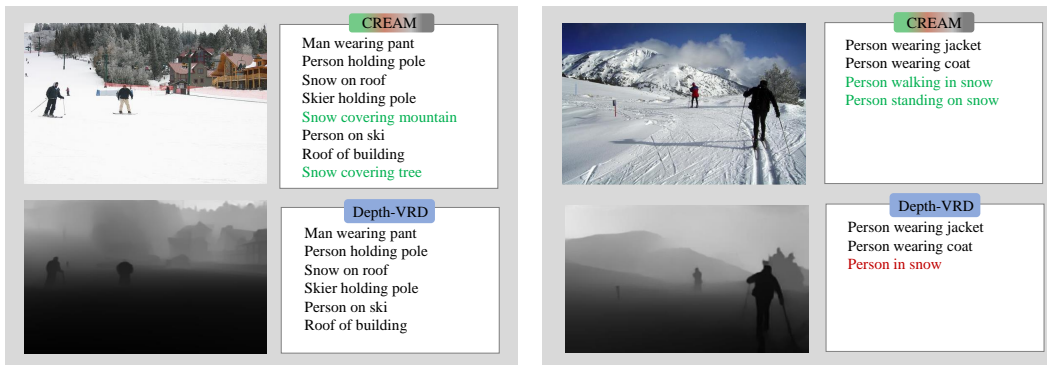 CREAM
Man wearing pant
Person holding pole
Snow on roof
Skier holding pole
Snow covering mountain
Person on ski
Roof of building
Snow covering tree
Depth-VRD
Man wearing pant
Person holding pole
Snow on roof
Skier holding pole
Person on ski
Roof of building
CREAM
Person wearing jacket
Person wearing coat
Person walking in snow
Person standing on snow
Depth-VRD
Person wearing jacket
Person wearing coat
Person in snow